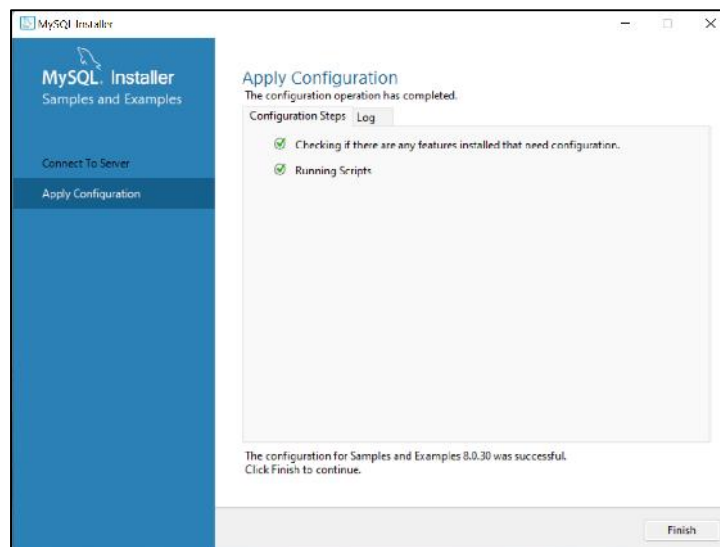 MySQL Installer
MySQL. Installer
Samples and Examples
Connect To Server
Apply Configuration
Apply Configuration
The configuration operation has completed.
Configuration Steps Log
Checking if there are any features installed that need configuration.
Running Scripts
The configuration for Samples and Examples 8.0.30 was successful.
Click Finish to continue.
Finish